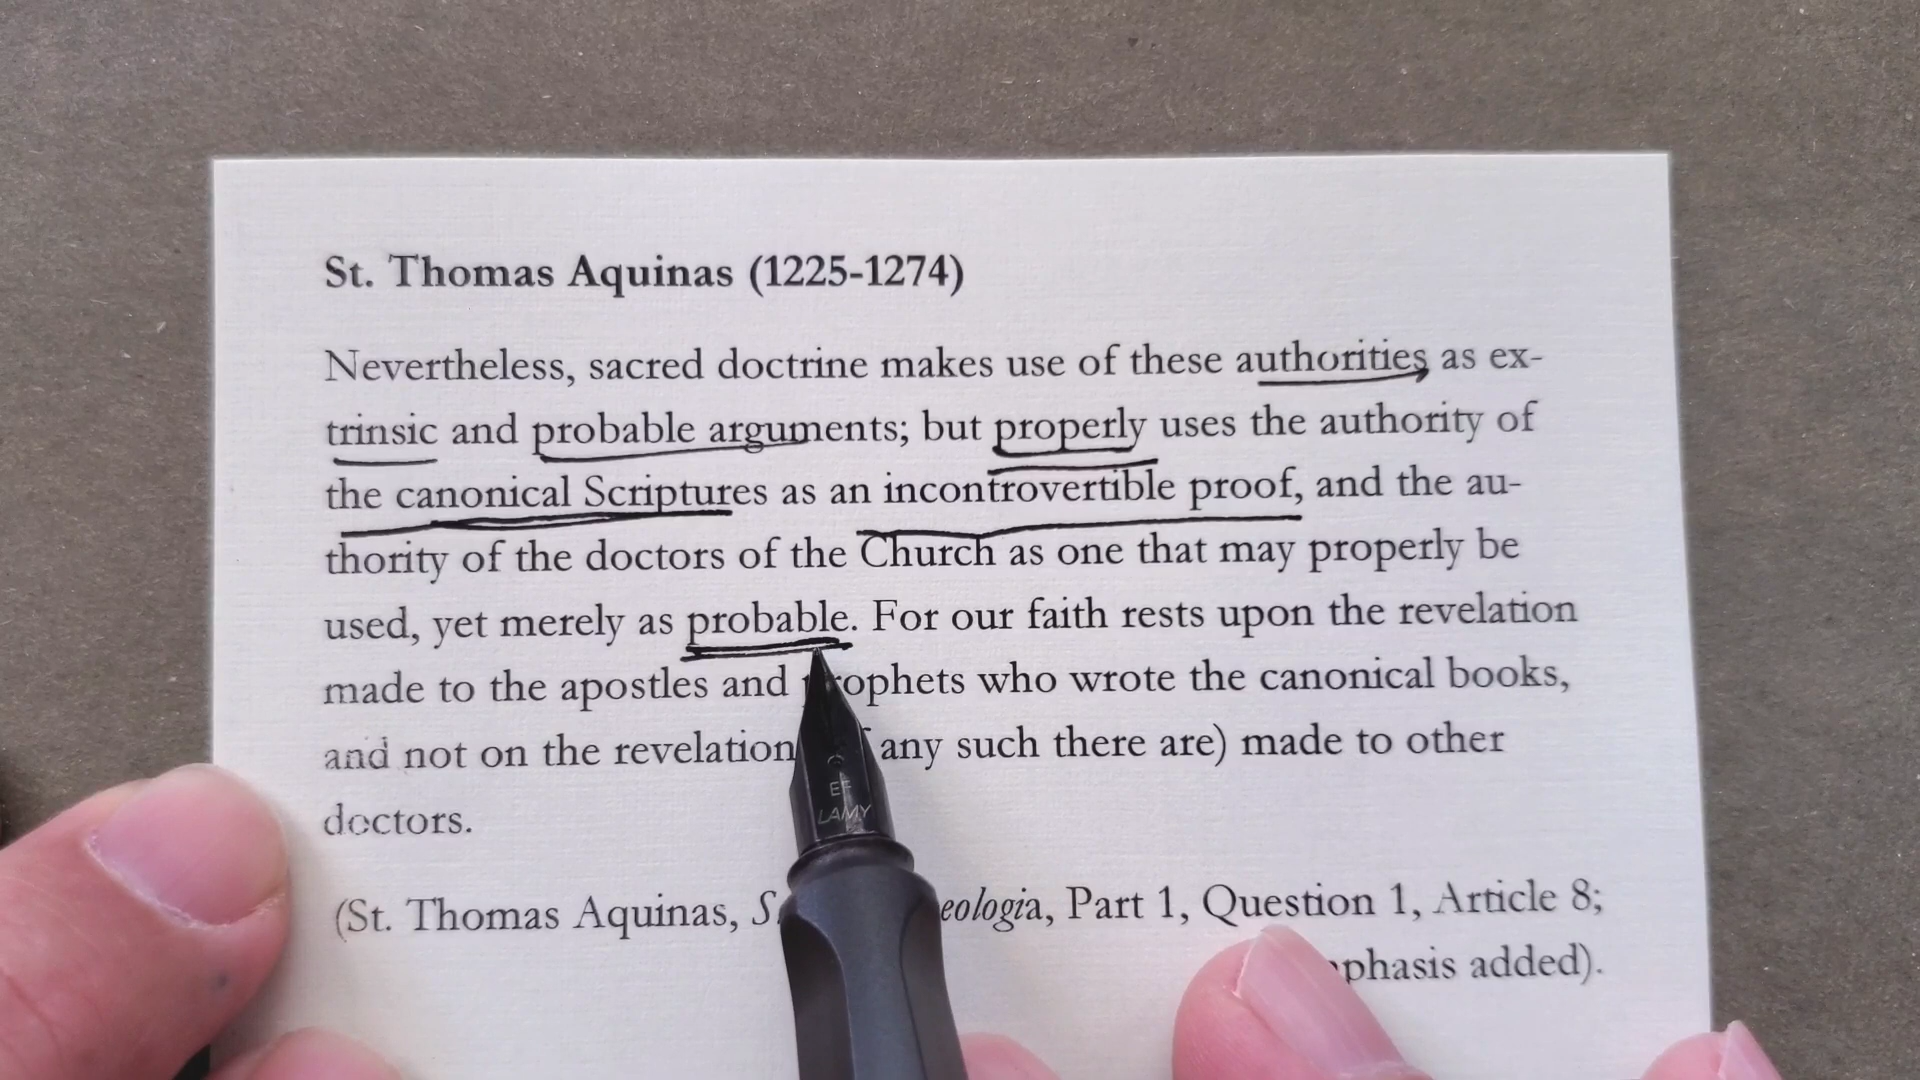 St. Thomas Aquinas (1225-1274)
Nevertheless, sacred doctrine makes use of these authorities as ex-
trinsic and probable arguments; but properly uses the authority of
the canonical Scriptures as an incontrovertible proof, and the au-
thority of the doctors of the Church as one that may properly be
used, yet merely as probable. For our faith rests upon the revelation
made to the apostles and prophets who wrote the canonical books,
and not on the revelation any such there are) made to other
doctors.
(St. Thomas Aquinas, Part 1, Question 1, Article 8;
added).
EF
LAMY